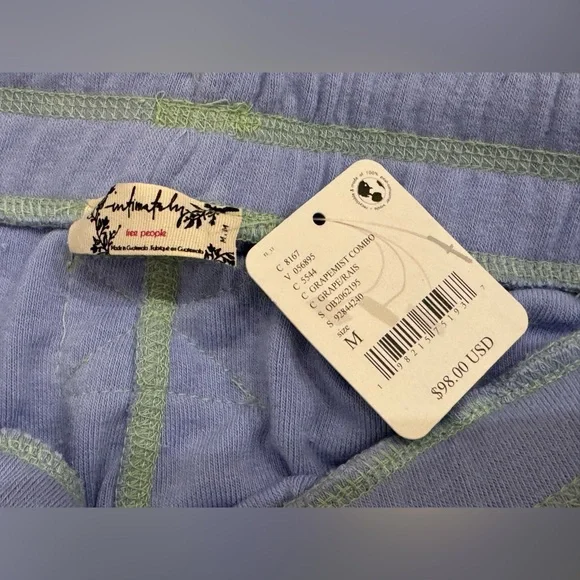 intimately
free people
Made in Guatemala. Fabriqué en Guatemala
M.M
C 8167
V 056895
C 5544
C GRAPEMIST COMBO
C GRAPE/RAIS
S OB2062195
S 92844240
size
M
$98.00 USD